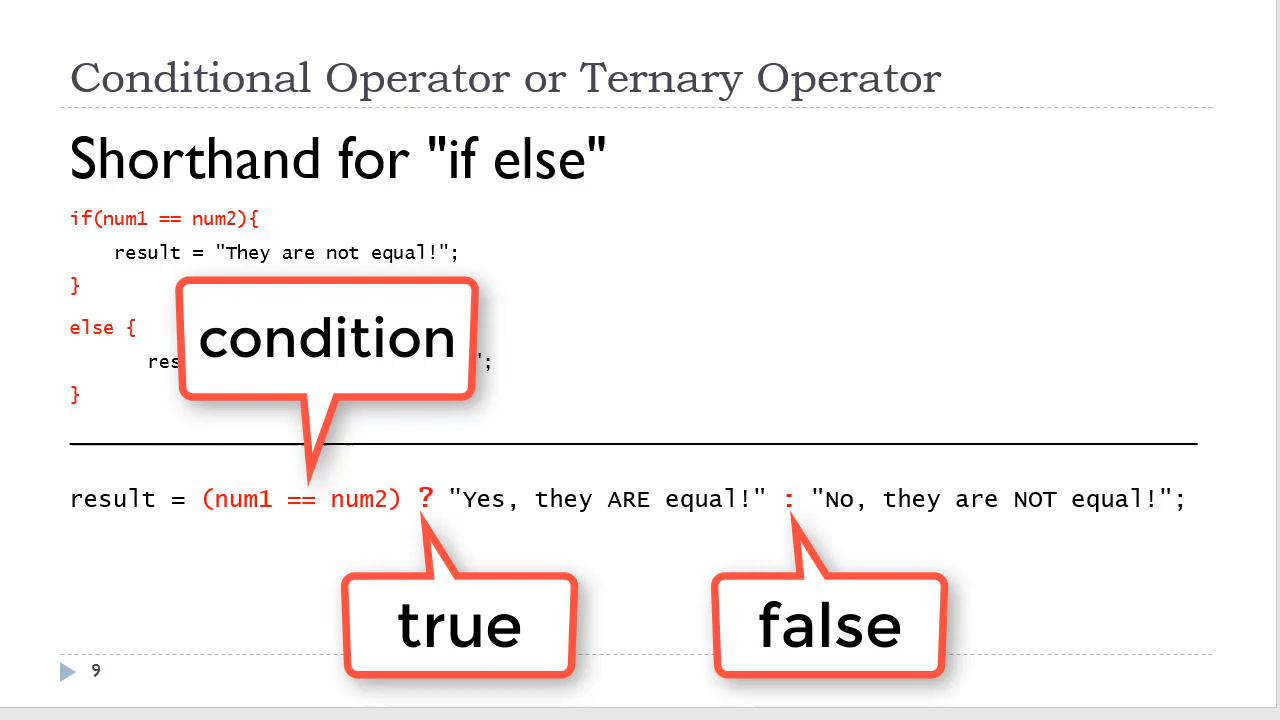 Conditional Operator or Ternary Operator
Shorthand for "if else"
if(num1 == num2){
result = "They are not equal!";
}
condition
else {
res ";
}
result = (num1 == num2) ? "Yes, they ARE equal!" : "No, they are NOT equal!";
true false
9